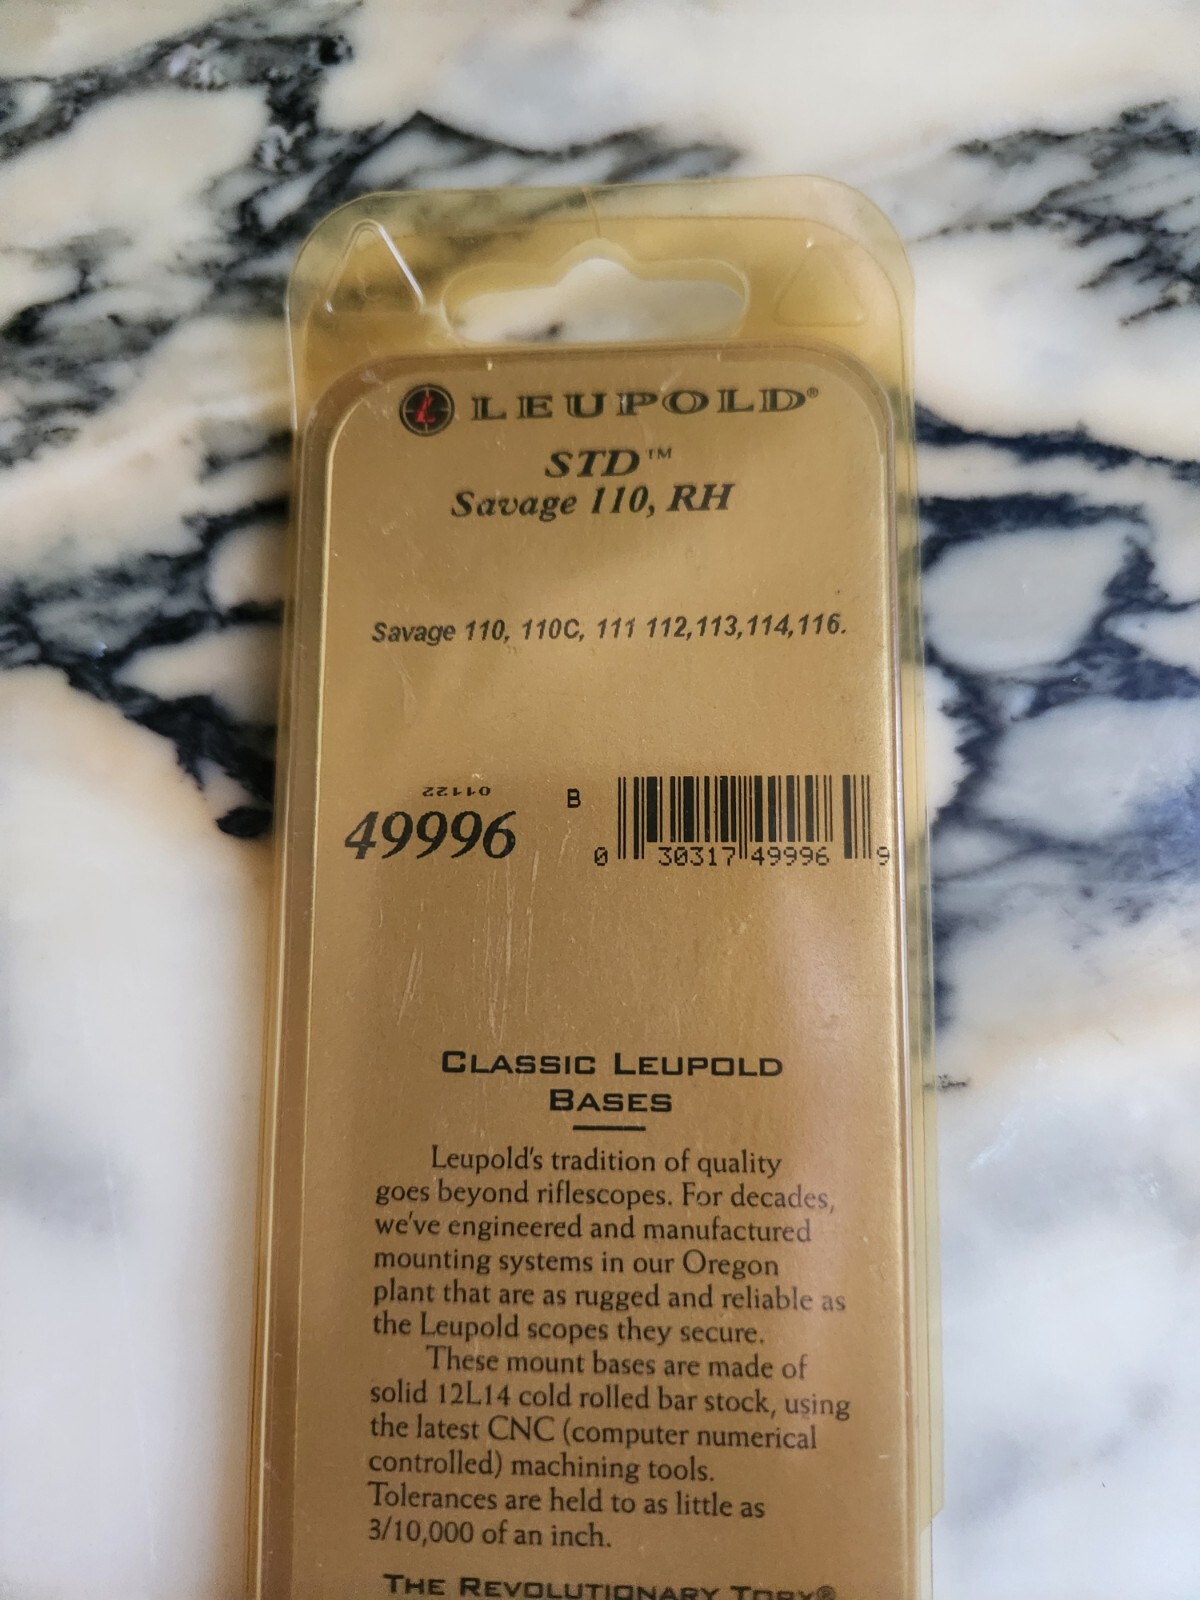 LEUPOLD®
STD™
Savage 110, RH
Savage 110, 110C, 111 112,113,114,116.
01122
49996
B
0 30317 49996 9
CLASSIC LEUPOLD
BASES
Leupold's tradition of quality
goes beyond riflescopes. For decades,
we've engineered and manufactured
mounting systems in our Oregon
plant that are as rugged and reliable as
the Leupold scopes they secure.
These mount bases are made of
solid 12L14 cold rolled bar stock, using
the latest CNC (computer numerical
controlled) machining tools.
Tolerances are held to as little as
3/10,000 of an inch.
THE REVOLUTIONARY TORX®